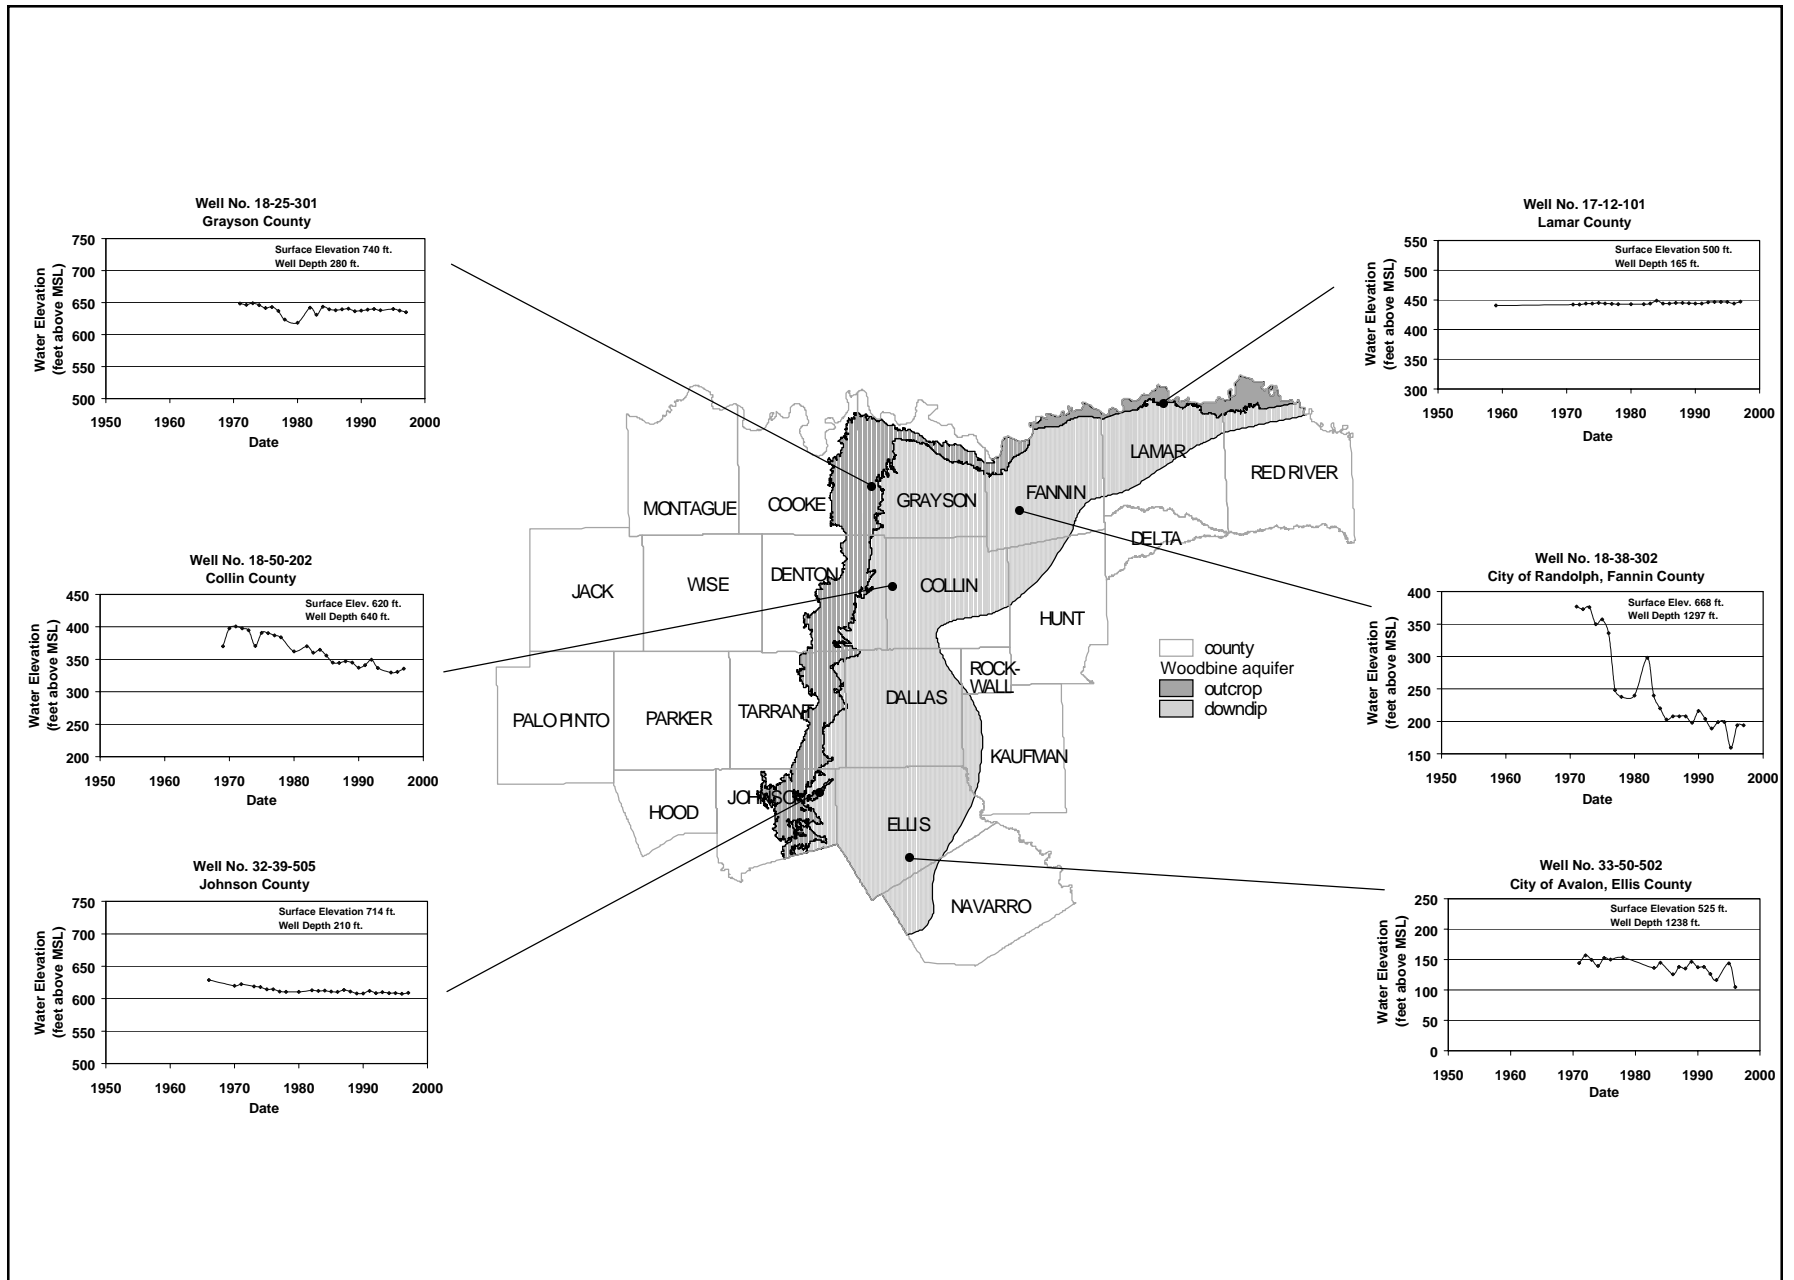 Well No. 18-25-301
Grayson County
Surface Elevation 740 ft.
Well Depth 280 ft.
Water Elevation
(feet above MSL)
750
700
650
600
550
500
1950 1960 1970 1980 1990 2000
Date
Well No. 17-12-101
Lamar County
Surface Elevation 500 ft.
Well Depth 165 ft.
Water Elevation
(feet above MSL)
550
500
450
400
350
300
1950 1960 1970 1980 1990 2000
Date
Well No. 18-50-202
Collin County
Surface Elev. 620 ft.
Well Depth 640 ft.
Water Elevation
(feet above MSL)
450
400
350
300
250
200
1950 1960 1970 1980 1990 2000
Date
MONTAGUE
COOKE
GRAYSON
FANNIN
LAMAR
RED RIVER
DELTA
JACK
WISE
DENTON
COLLIN
HUNT
PALO PINTO
PARKER
TARRANT
DALLAS
ROCK-
WALL
KAUFMAN
HOOD
JOHNSON
ELLIS
NAVARRO
county
Woodbine aquifer
outcrop
downdip
Well No. 18-38-302
City of Randolph, Fannin County
Surface Elev. 668 ft.
Well Depth 1297 ft.
Water Elevation
(feet above MSL)
400
350
300
250
200
150
1950 1960 1970 1980 1990 2000
Date
Well No. 32-39-505
Johnson County
Surface Elevation 714 ft.
Well Depth 210 ft.
Water Elevation
(feet above MSL)
750
700
650
600
550
500
1950 1960 1970 1980 1990 2000
Date
Well No. 33-50-502
City of Avalon, Ellis County
Surface Elevation 525 ft.
Well Depth 1238 ft.
Water Elevation
(feet above MSL)
250
200
150
100
50
0
1950 1960 1970 1980 1990 2000
Date